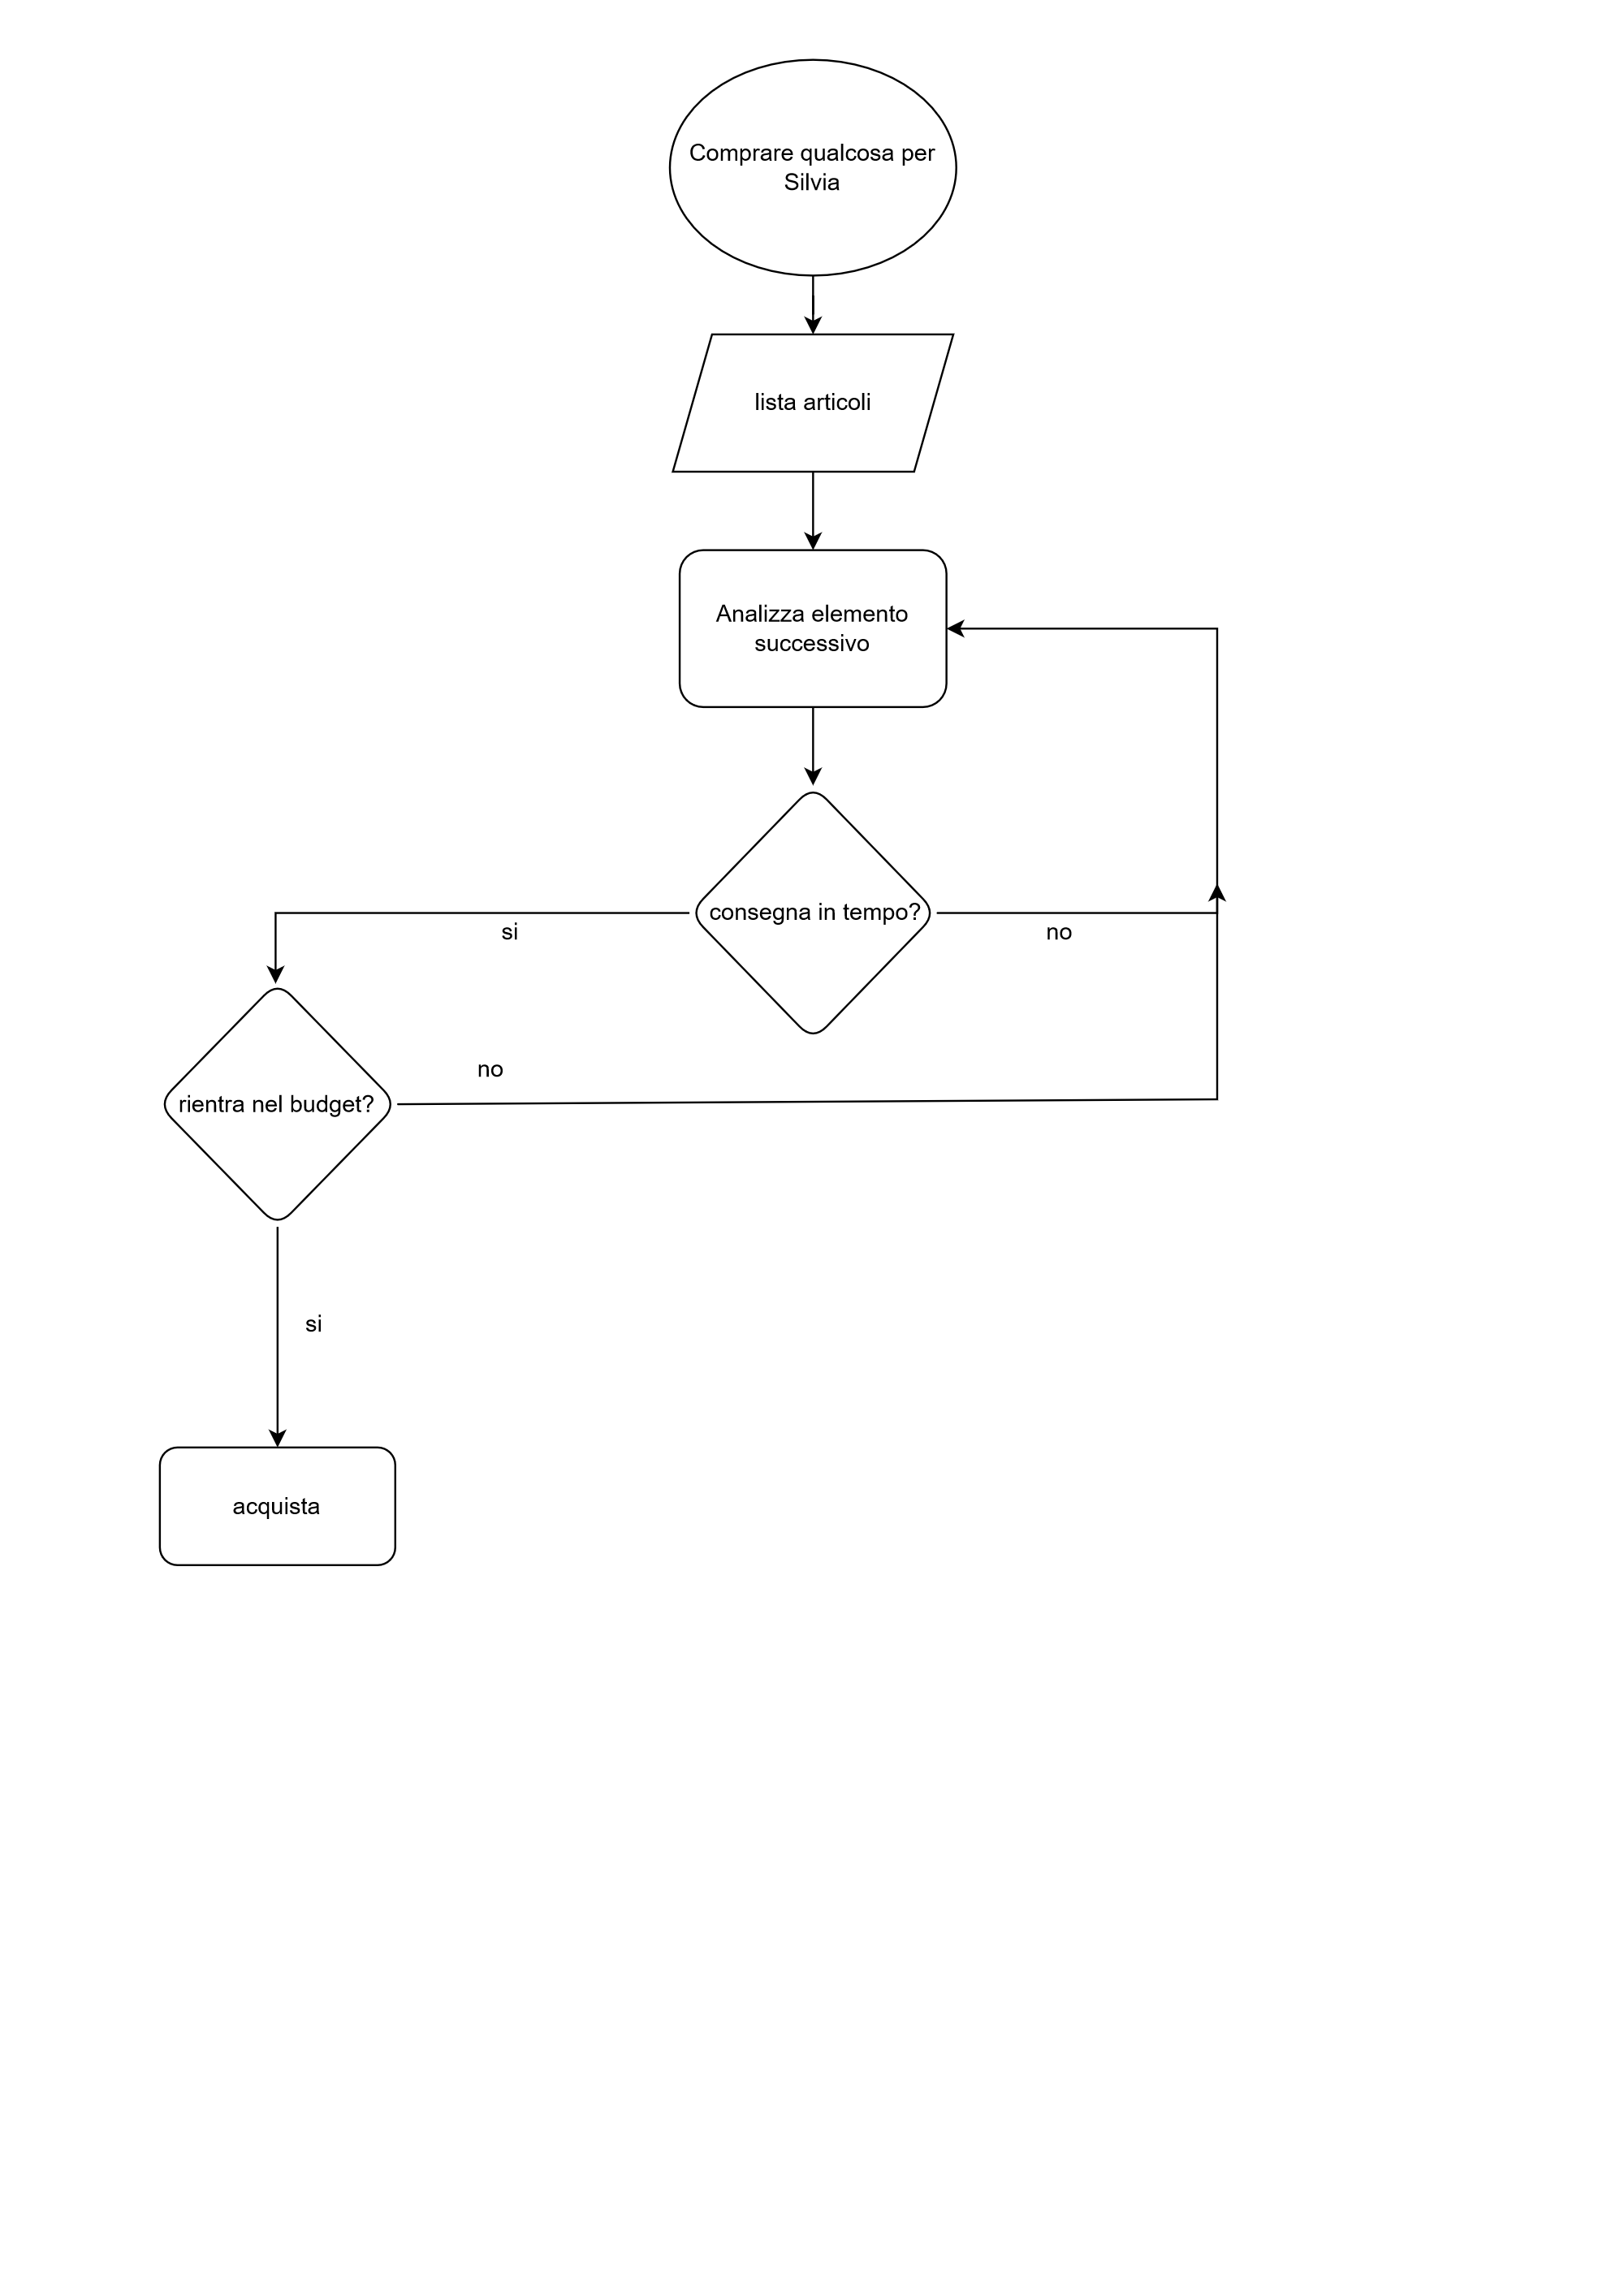 Comprare qualcosa per
Silvia
lista articoli
Analizza elemento
successivo
consegna in tempo?
si
no
no
rientra nel budget?
si
acquista